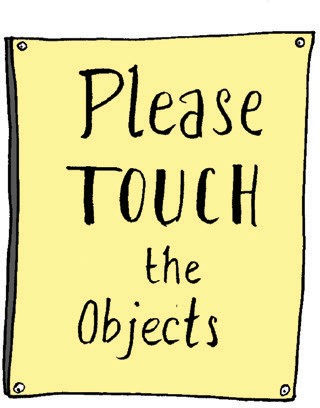 Please
TOUCH
the
Objects